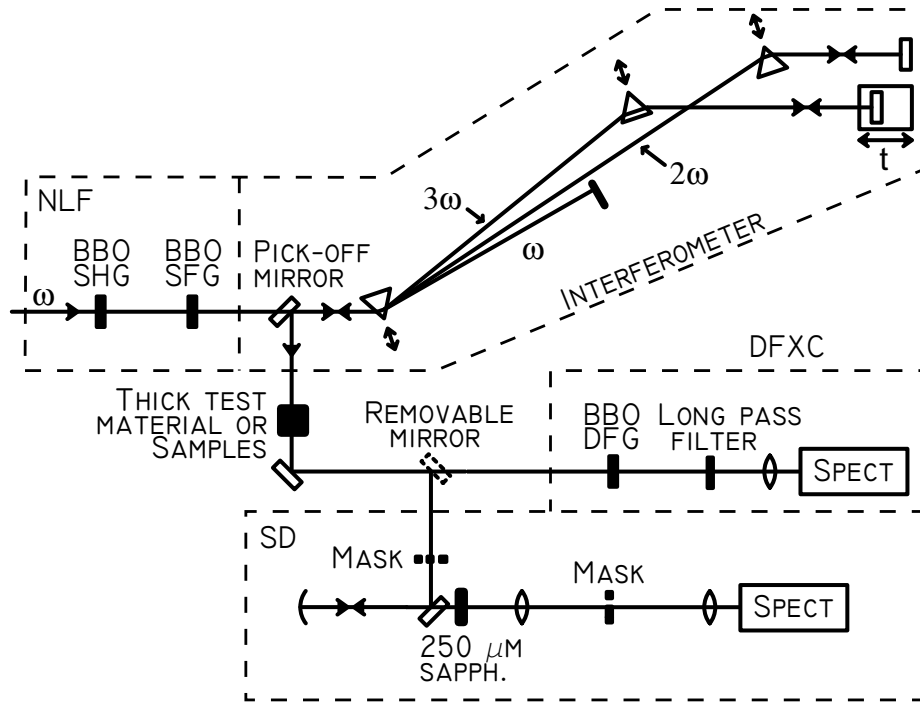 NLF
BBO
SHG
BBO
SFG
ω
PICK-OFF
MIRROR
3ω
2ω
ω
t
INTERFEROMETER
DFXC
THICK TEST
MATERIAL OR
SAMPLES
REMOVABLE
MIRROR
BBO
DFG
LONG PASS
FILTER
SPECT
SD
MASK
MASK
SPECT
250 μM
SAPPH.